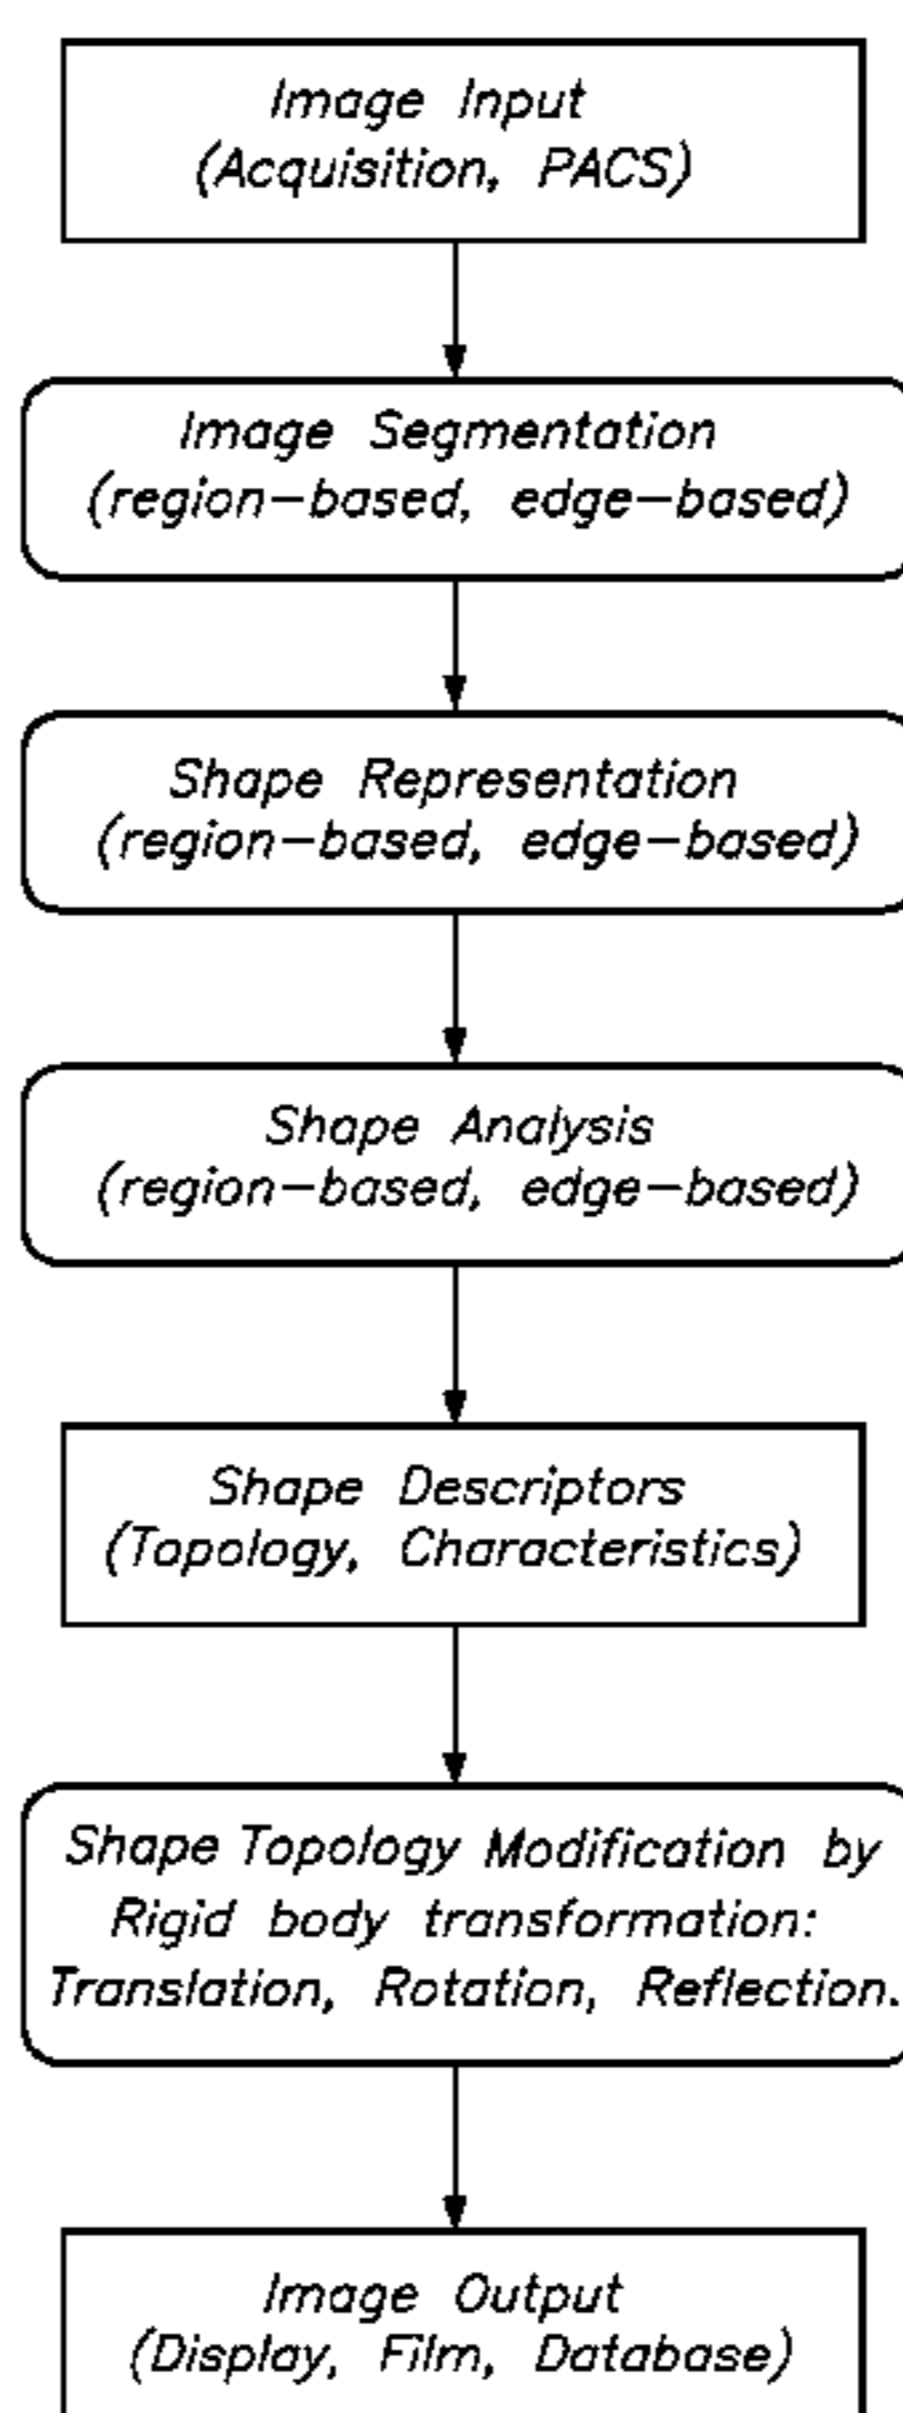 Image Input
(Acquisition, PACS)
Image Segmentation
(region-based, edge-based)
Shape Representation
(region-based, edge-based)
Shape Analysis
(region-based, edge-based)
Shape Descriptors
(Topology, Characteristics)
Shape Topology Modification by
Rigid body transformation:
Translation, Rotation, Reflection.
Image Output
(Display, Film, Database)